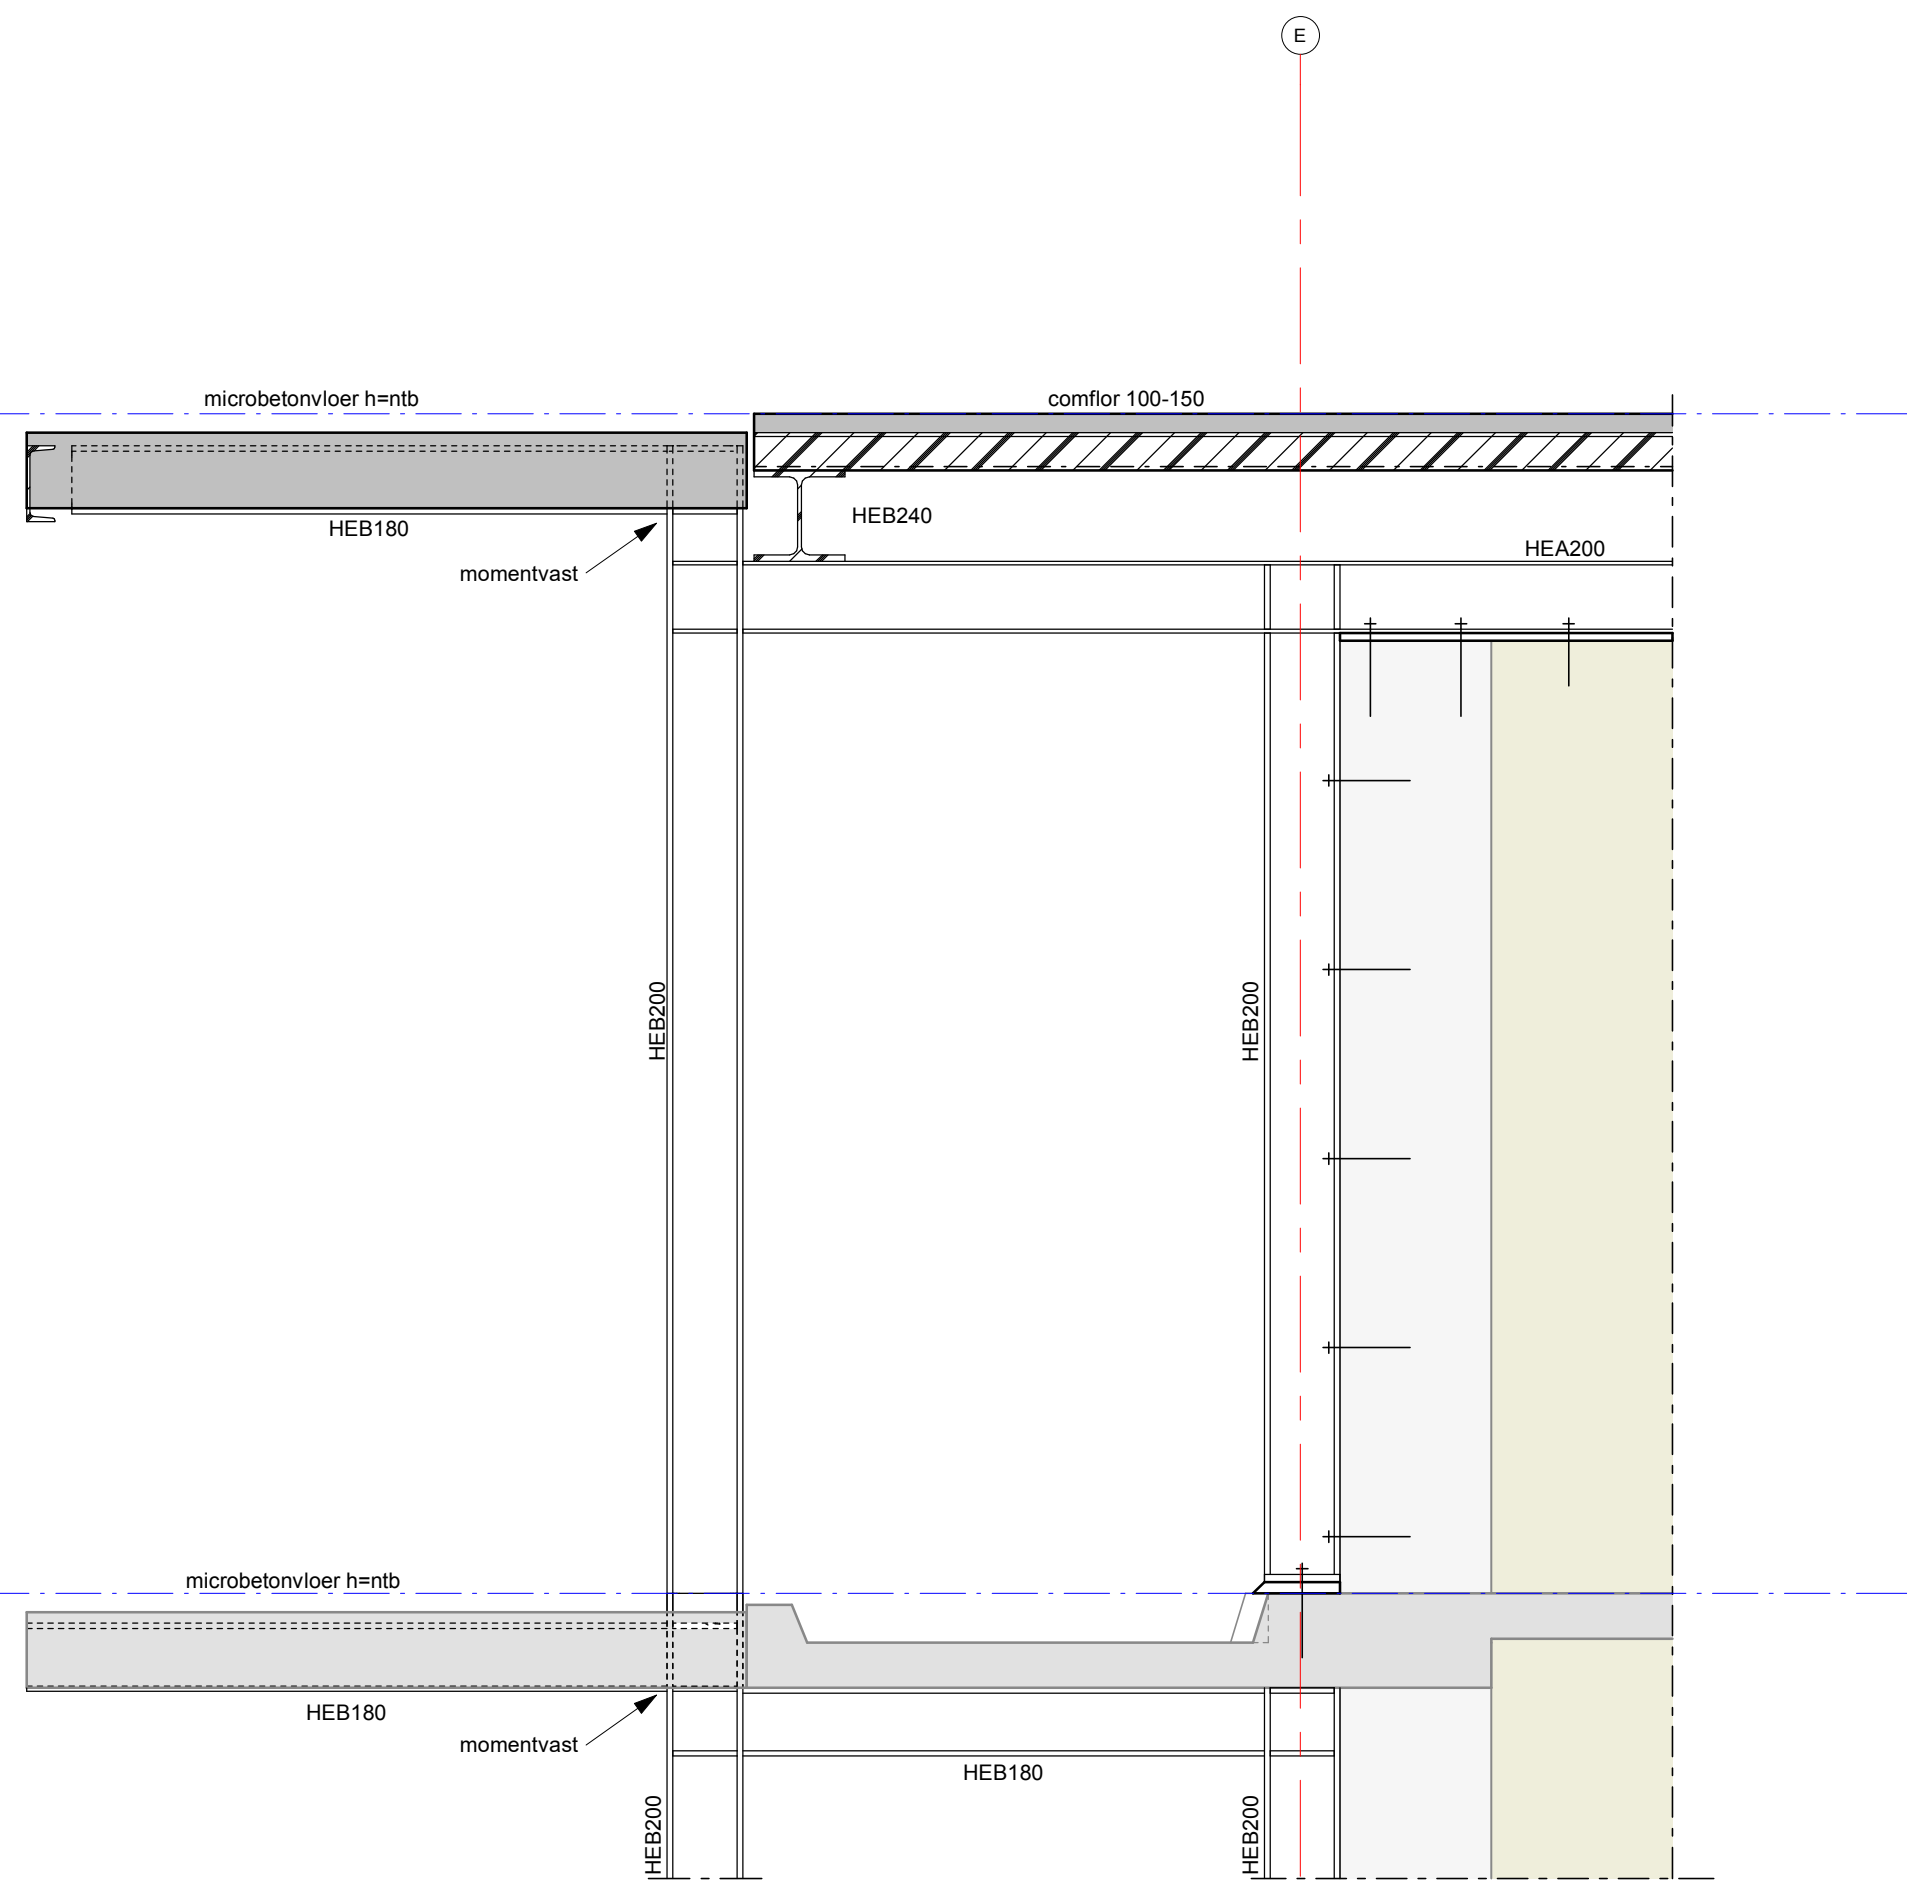 E
microbetonvloer h=ntb
comflor 100-150
HEB180
HEB240
HEA200
momentvast
HEB200
HEB200
microbetonvloer h=ntb
HEB180
momentvast
HEB180
HEB200
HEB200